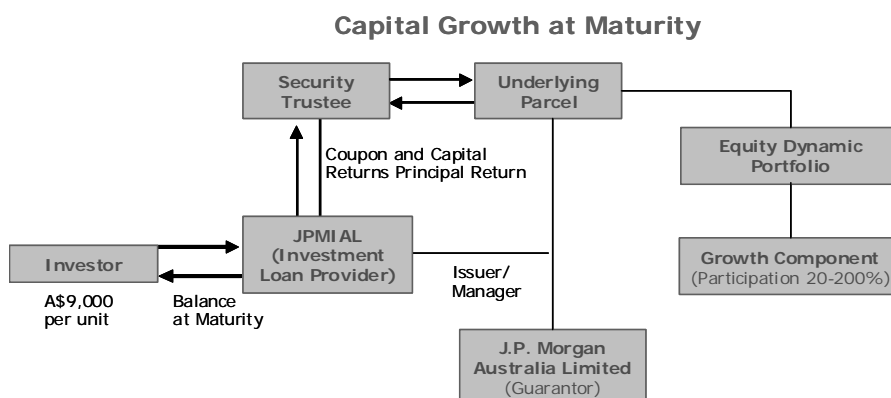 Capital Growth at Maturity
Security
Trustee
Underlying
Parcel
Equity Dynamic
Portfolio
Coupon and Capital
Returns Principal Return
JPMIAL
(Investment
Loan Provider)
Investor
Issuer/
Manager
Growth Component
(Participation 20-200%)
A$9,000
per unit
Balance
at Maturity
J.P. Morgan
Australia Limited
(Guarantor)